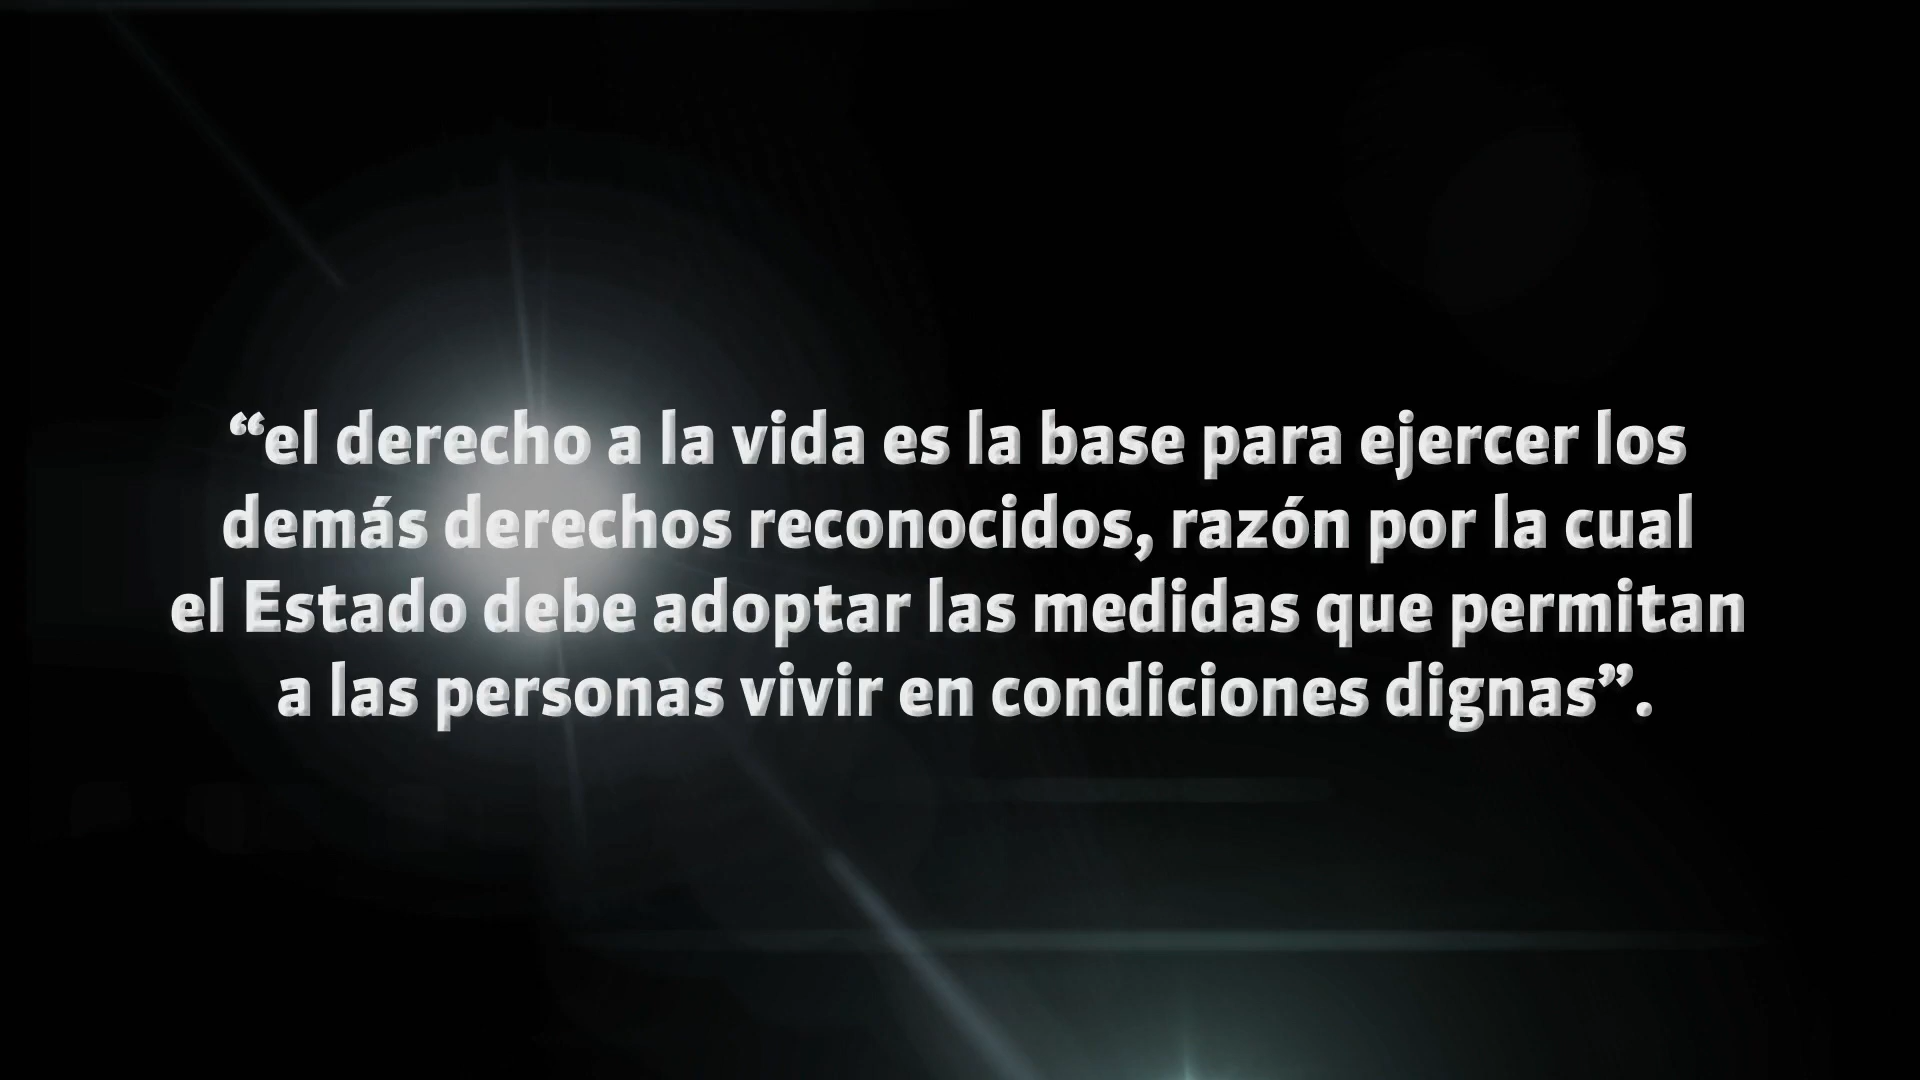 “el derecho a la vida es la base para ejercer los
demás derechos reconocidos, razón por la cual
el Estado debe adoptar las medidas que permitan
a las personas vivir en condiciones dignas”.